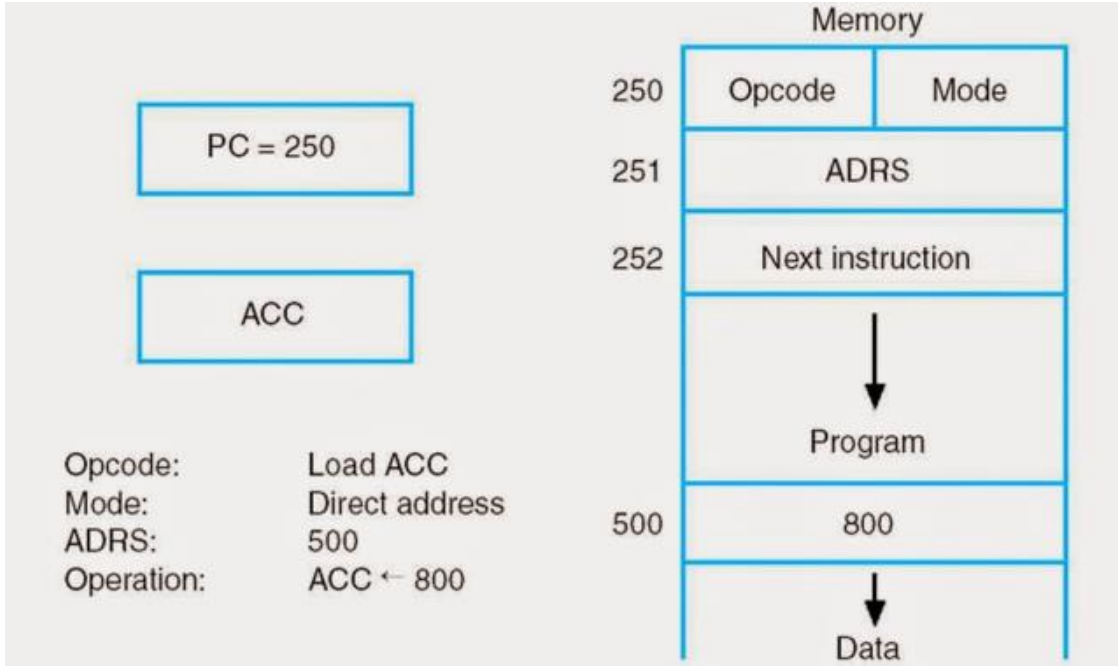 Memory
250 Opcode Mode
PC = 250
251 ADRS
252 Next instruction
ACC
Program
Opcode: Load ACC
Mode: Direct address
ADRS: 500
Operation: ACC ← 800
500 800
Data